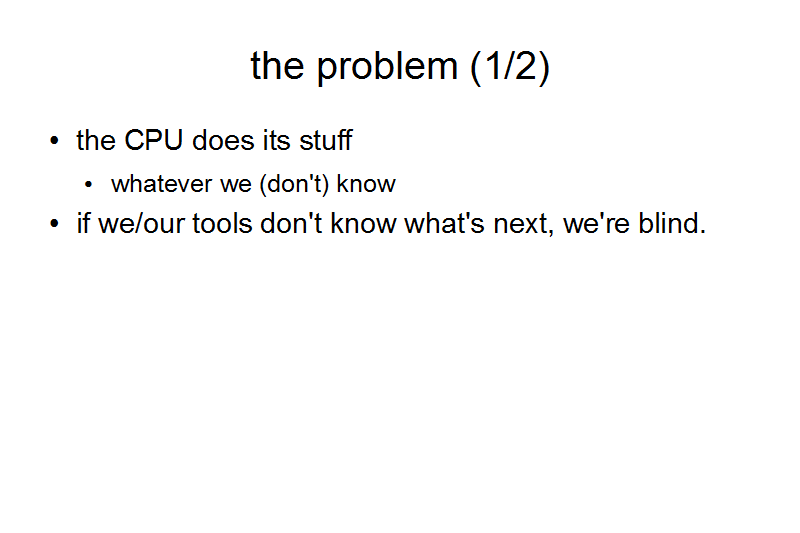 the problem (1/2)
• the CPU does its stuff
• whatever we (don't) know
• if we/our tools don't know what's next, we're blind.